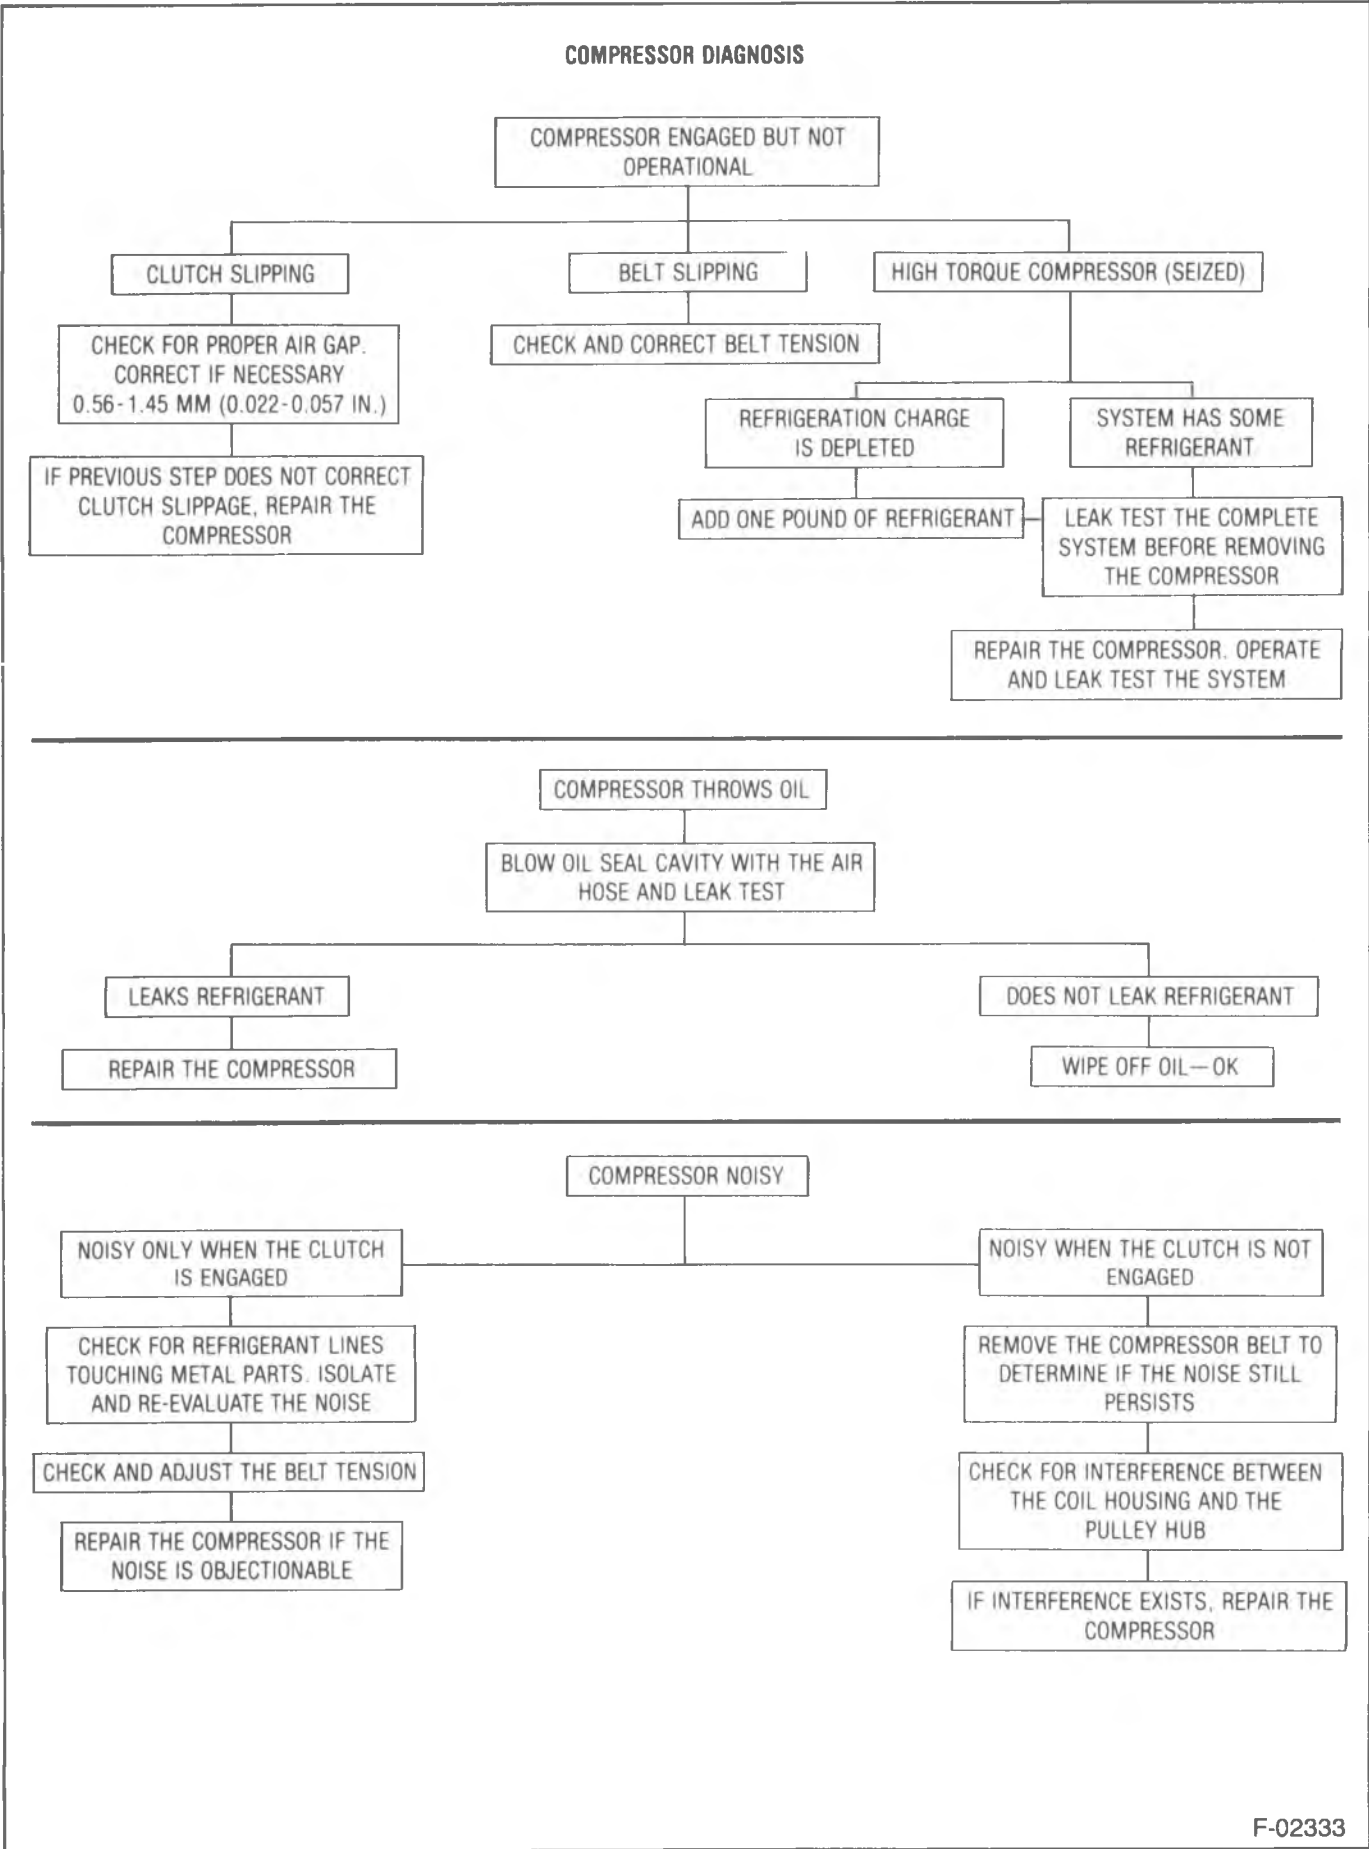 COMPRESSOR DIAGNOSIS
COMPRESSOR ENGAGED BUT NOT
OPERATIONAL
CLUTCH SLIPPING
BELT SLIPPING
HIGH TORQUE COMPRESSOR (SEIZED)
CHECK FOR PROPER AIR GAP.
CORRECT IF NECESSARY
0.56-1.45 MM (0.022-0.057 IN.)
CHECK AND CORRECT BELT TENSION
REFRIGERATION CHARGE
IS DEPLETED
SYSTEM HAS SOME
REFRIGERANT
IF PREVIOUS STEP DOES NOT CORRECT
CLUTCH SLIPPAGE, REPAIR THE
COMPRESSOR
ADD ONE POUND OF REFRIGERANT
LEAK TEST THE COMPLETE
SYSTEM BEFORE REMOVING
THE COMPRESSOR
REPAIR THE COMPRESSOR. OPERATE
AND LEAK TEST THE SYSTEM
COMPRESSOR THROWS OIL
BLOW OIL SEAL CAVITY WITH THE AIR
HOSE AND LEAK TEST
LEAKS REFRIGERANT
DOES NOT LEAK REFRIGERANT
REPAIR THE COMPRESSOR
WIPE OFF OIL—OK
COMPRESSOR NOISY
NOISY ONLY WHEN THE CLUTCH
IS ENGAGED
NOISY WHEN THE CLUTCH IS NOT
ENGAGED
CHECK FOR REFRIGERANT LINES
TOUCHING METAL PARTS. ISOLATE
AND RE-EVALUATE THE NOISE
REMOVE THE COMPRESSOR BELT TO
DETERMINE IF THE NOISE STILL
PERSISTS
CHECK AND ADJUST THE BELT TENSION
CHECK FOR INTERFERENCE BETWEEN
THE COIL HOUSING AND THE
PULLEY HUB
REPAIR THE COMPRESSOR IF THE
NOISE IS OBJECTIONABLE
IF INTERFERENCE EXISTS, REPAIR THE
COMPRESSOR
F-02333